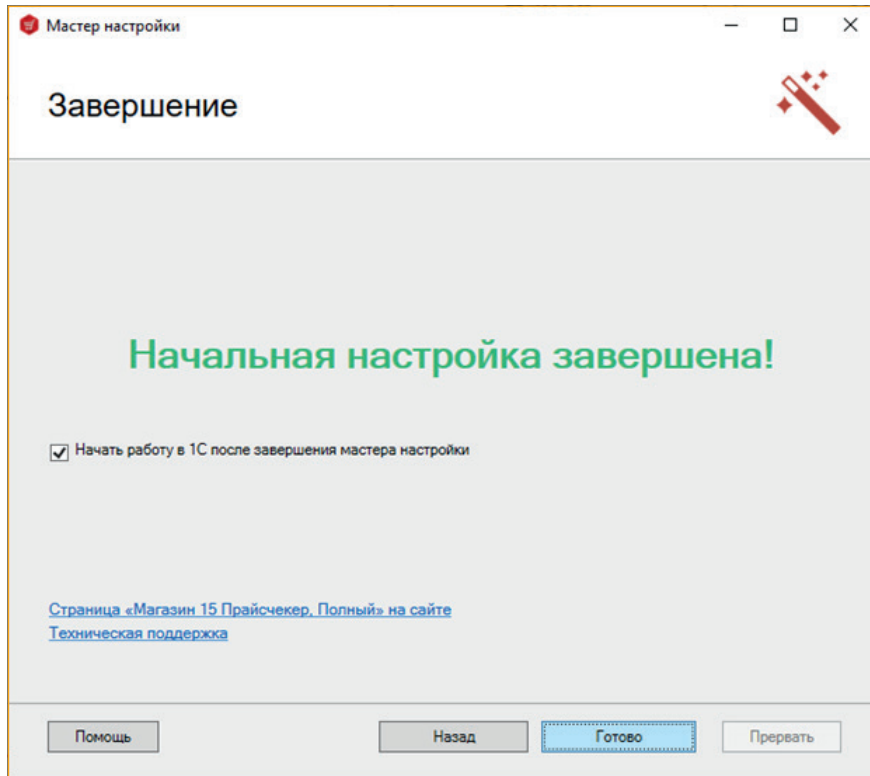 Мастер настройки
Завершение
Начальная настройка завершена!
Начать работу в 1С после завершения мастера настройки
Страница «Магазин 15 Прайсчекер, Полный» на сайте
Техническая поддержка
Помощь
Назад
Готово
Прервать